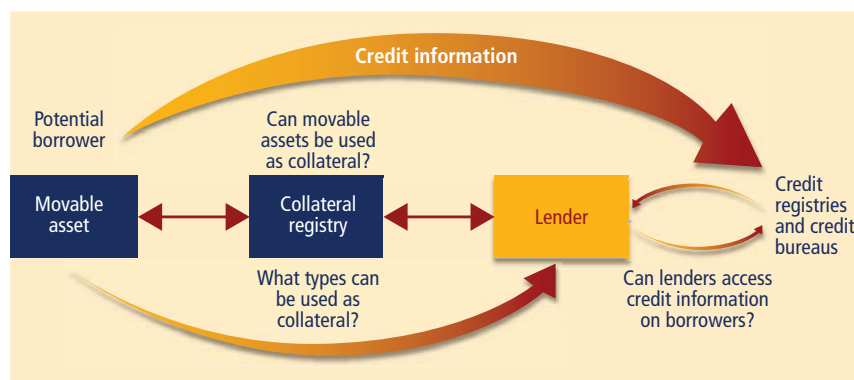 Credit information
Potential
borrower
Can movable
assets be used
as collateral?
Movable
asset
Collateral
registry
Lender
Credit
registries
and credit
bureaus
What types can
be used as
collateral?
Can lenders access
credit information
on borrowers?